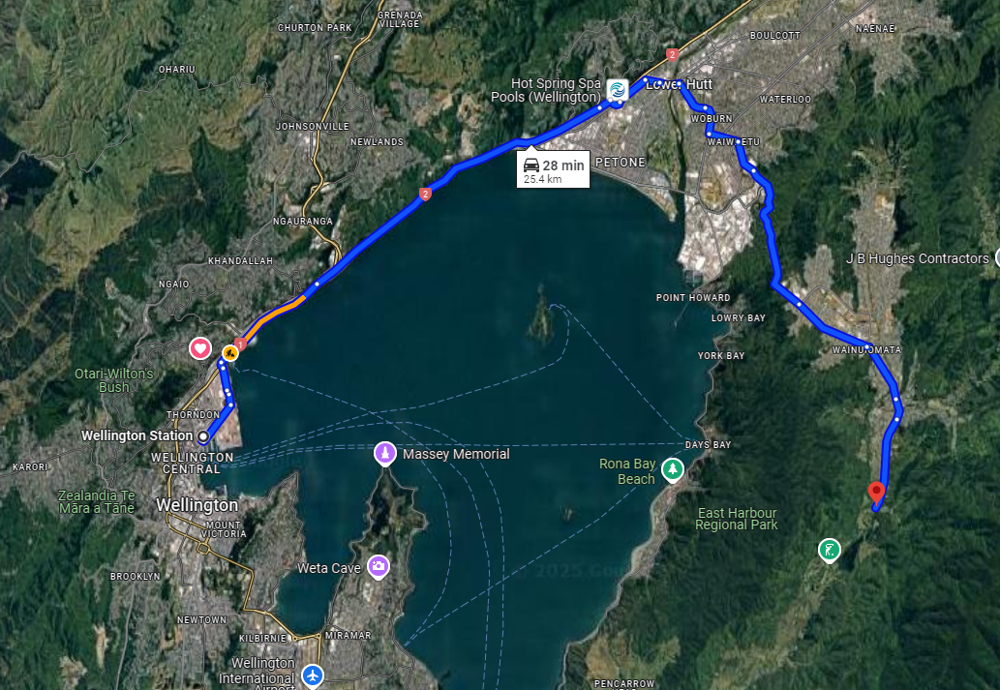 GRENADA
VILLAGE
CHURTON PARK
NAENAE
BOULCOTT
2
OHARIU
Hot Spring Spa
Pools (Wellington)
Lower Hutt
WATERLOO
JOHNSONVILLE
WOBURN
NEWLANDS
WAIWHETU
PETONE
28 min
25.4 km
2
NGAURANGA
KHANDALLAH
J B Hughes Contractors
NGAIO
POINT HOWARD
LOWRY BAY
1
WAINUIOMATA
YORK BAY
Otari-Wilton's
Bush
THORNDON
Wellington Station
DAYS BAY
WELLINGTON
CENTRAL
Massey Memorial
KARORI
Rona Bay
Beach
Zealandia Te
Māra a Tāne
Wellington
East Harbour
Regional Park
MOUNT
VICTORIA
Weta Cave
2025
BROOKLYN
NEWTOWN
KILBIRNIE
MIRAMAR
Wellington
International
Airport
PENCARROW
HEAD